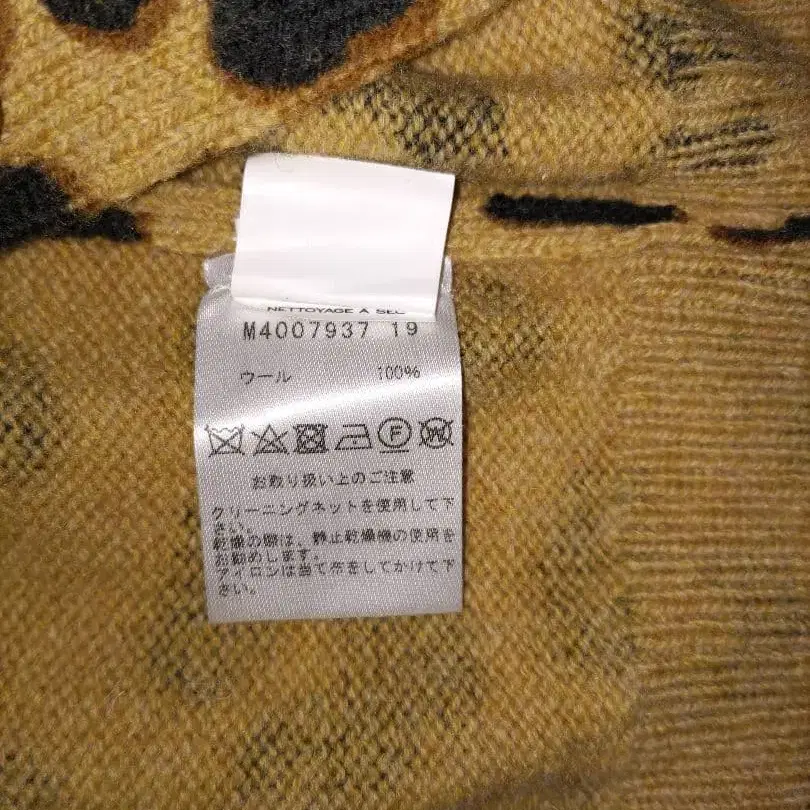 NETTOYAGE A SEC
M4007937 19
ウール 100%
F W
お取り扱い上のご注意
クリーニングネットを使用して下
さい。
乾燥の際は、静止乾燥機の使用を
お勧めします。
アイロンは当て布をしてかけて下
さい。